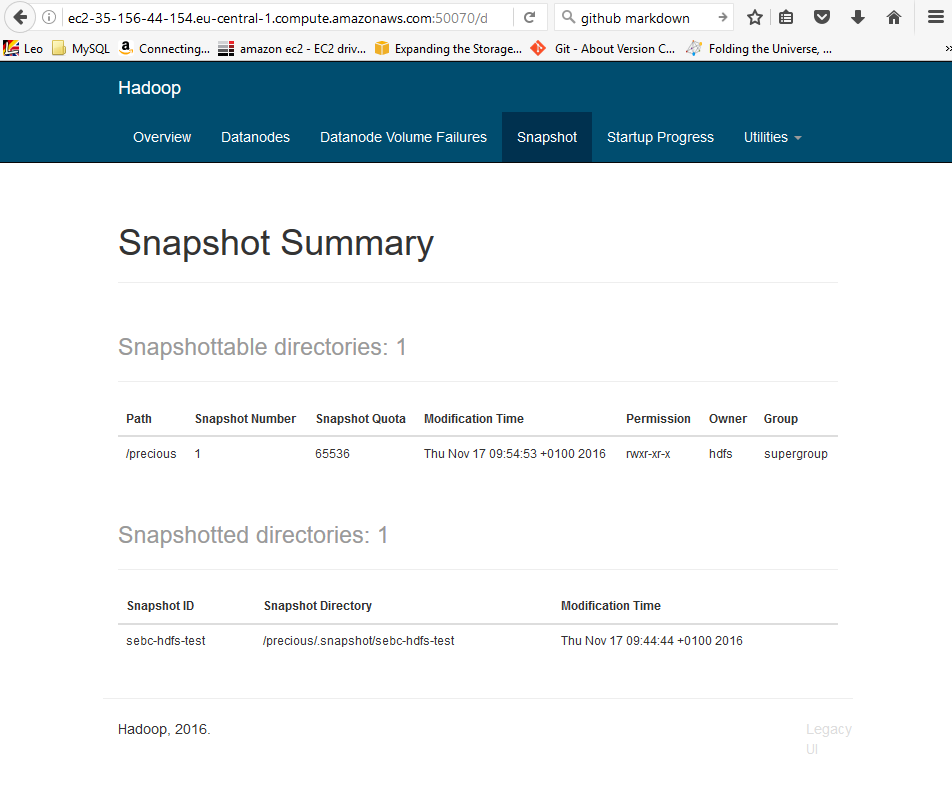 ec2-35-156-44-154.eu-central-1.compute.amazonaws.com:50070/d github markdown
Leo MySQL Connecting... amazon ec2 - EC2 driv... Expanding the Storage... Git - About Version C... Folding the Universe, ...
Hadoop
Overview Datanodes Datanode Volume Failures Snapshot Startup Progress Utilities
Snapshot Summary
Snapshottable directories: 1
Path Snapshot Number Snapshot Quota Modification Time Permission Owner Group
/precious 1 65536 Thu Nov 17 09:54:53 +0100 2016 rwxr-xr-x hdfs supergroup
Snapshotted directories: 1
Snapshot ID Snapshot Directory Modification Time
sebc-hdfs-test /precious/.snapshot/sebc-hdfs-test Thu Nov 17 09:44:44 +0100 2016
Hadoop, 2016. Legacy
UI